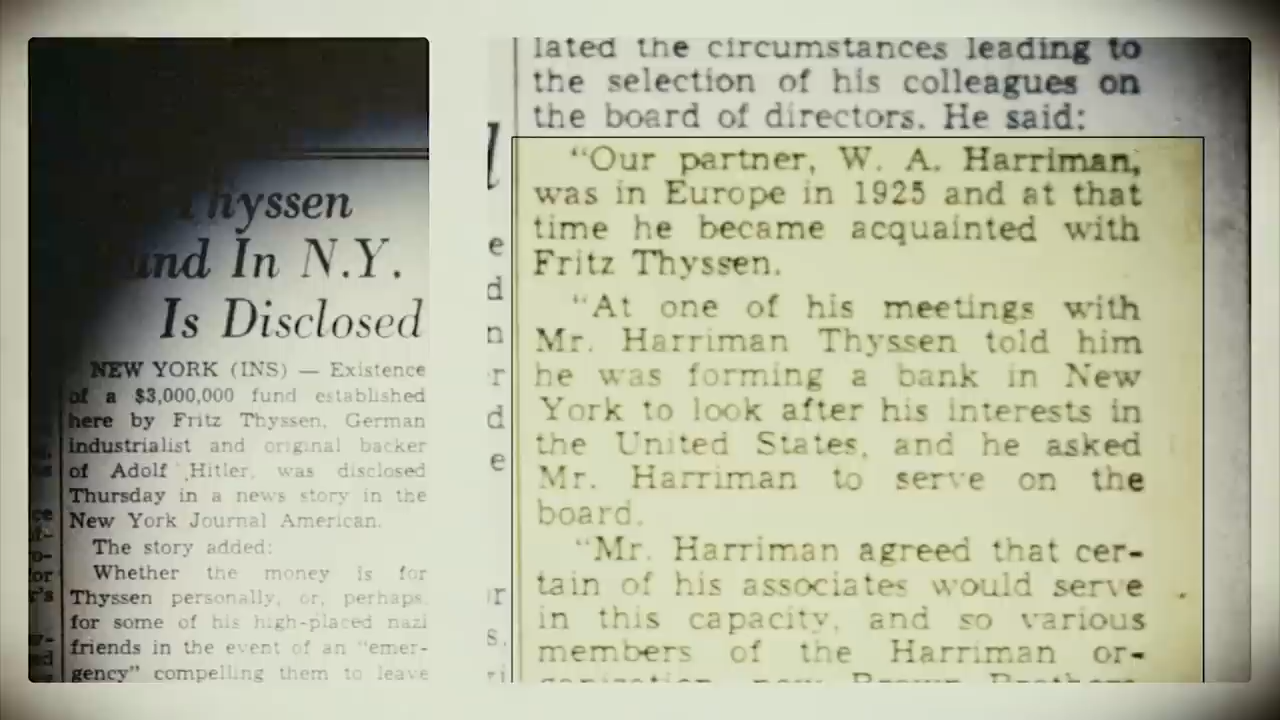 Thyssen
In N.Y.
Is Disclosed
NEW YORK (INS) — Existence
of a $3,000,000 fund established
here by Fritz Thyssen, German
industrialist and original backer
of Adolf Hitler, was disclosed
Thursday in a news story in the
New York Journal American.
The story added:
Whether the money is for
Thyssen personally, or, perhaps,
for some of his high-placed nazi
friends in the event of an "emer-
gency" compelling them to leave
lated the circumstances leading to
the selection of his colleagues on
the board of directors. He said:
"Our partner, W. A. Harriman,
was in Europe in 1925 and at that
time he became acquainted with
Fritz Thyssen.
"At one of his meetings with
Mr. Harriman Thyssen told him
he was forming a bank in New
York to look after his interests in
the United States, and he asked
Mr. Harriman to serve on the
board.
"Mr. Harriman agreed that cer-
tain of his associates would serve
in this capacity, and so various
members of the Harriman or-